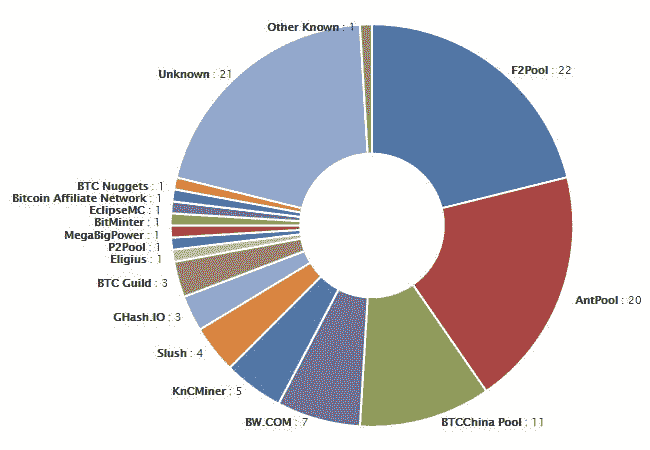 Other Known : 1
Unknown : 21
F2Pool : 22
BTC Nuggets : 1
Bitcoin Affiliate Network : 1
EclipseMC : 1
BitMinter : 1
MegaBigPower : 1
P2Pool : 1
Eligius : 1
BTC Guild : 3
AntPool : 20
GHash.IO : 3
Slush : 4
KnCMiner : 5
BW.COM : 7
BTCChina Pool : 11